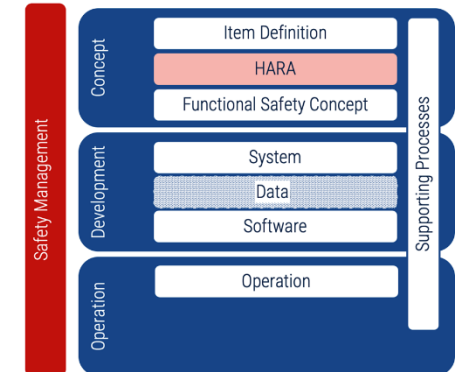 Safety Management
Concept
Item Definition
HARA
Functional Safety Concept
Development
System
Data
Software
Operation
Operation
Supporting Processes